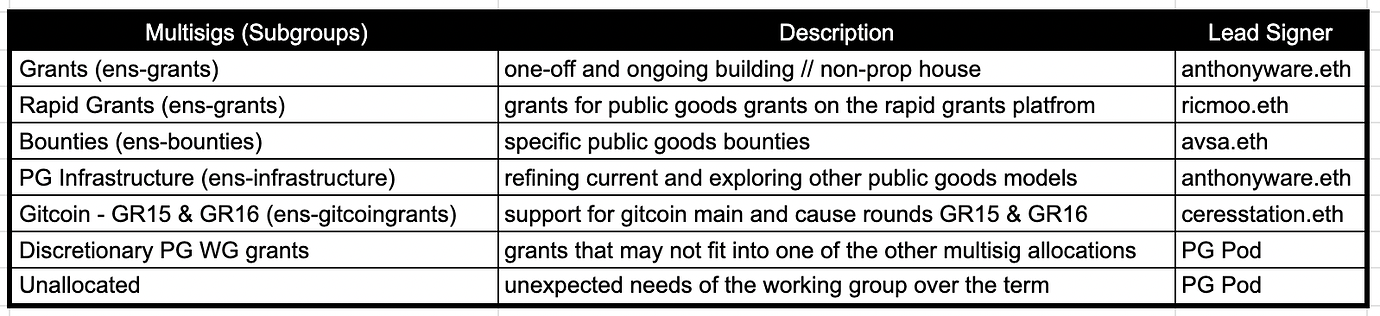 Multisigs (Subgroups) Description Lead Signer
Grants (ens-grants) one-off and ongoing building // non-prop house anthonyware.eth
Rapid Grants (ens-grants) grants for public goods grants on the rapid grants platfrom ricmoo.eth
Bounties (ens-bounties) specific public goods bounties avsa.eth
PG Infrastructure (ens-infrastructure) refining current and exploring other public goods models anthonyware.eth
Gitcoin - GR15 & GR16 (ens-gitcoingrants) support for gitcoin main and cause rounds GR15 & GR16 ceresstation.eth
Discretionary PG WG grants grants that may not fit into one of the other multisig allocations PG Pod
Unallocated unexpected needs of the working group over the term PG Pod